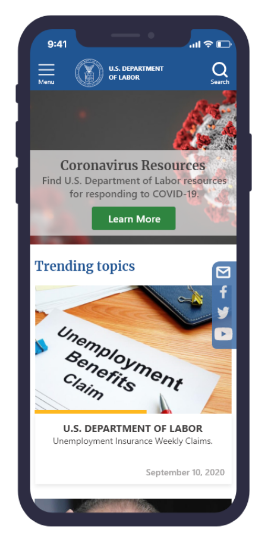 9:41
U.S. DEPARTMENT
OF LABOR
Menu
Search
Coronavirus Resources
Find U.S. Department of Labor resources
for responding to COVID-19.
Learn More
Trending topics
Unemployment
Benefits
Claim
U.S. DEPARTMENT OF LABOR
Unemployment Insurance Weekly Claims.
September 10, 2020